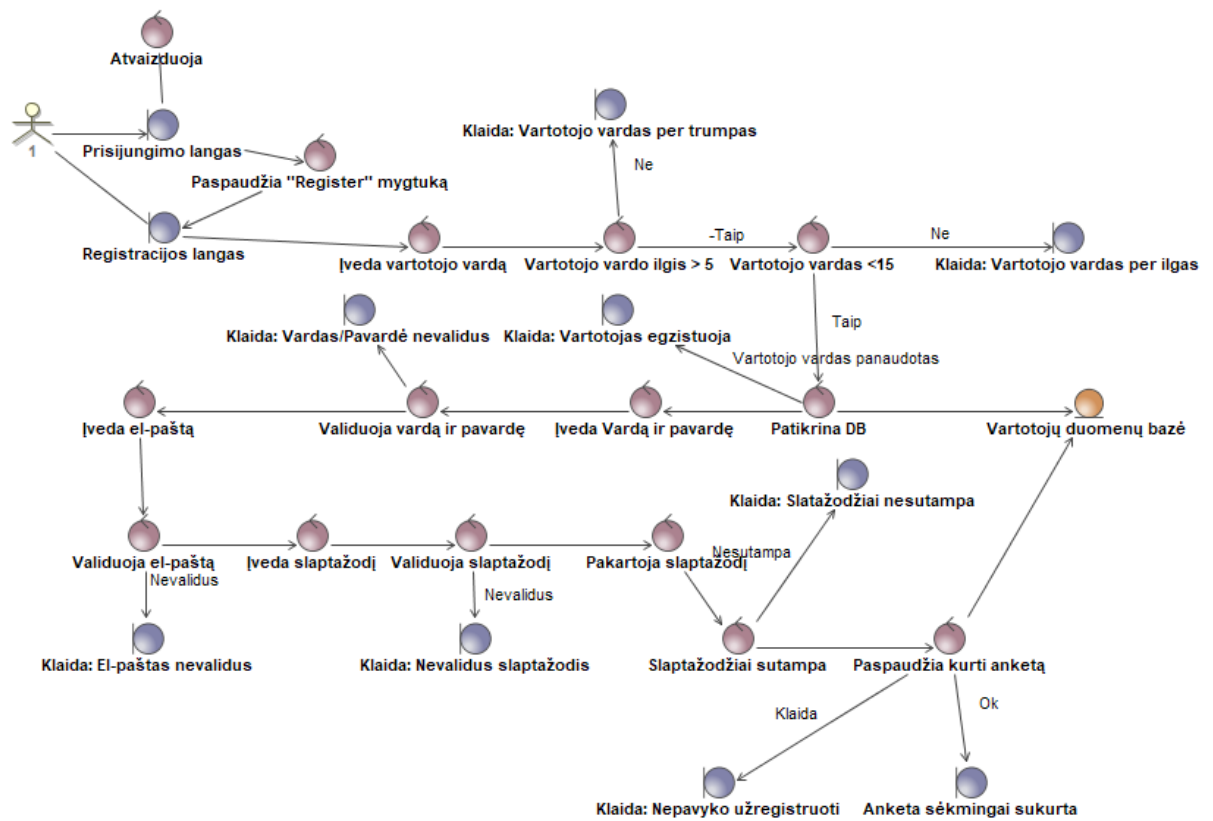 Atvaizduoja
1
Prisijungimo langas
Klaida: Vartotojo vardas per trumpas
Ne
Paspaudžia "Register" mygtuką
Registracijos langas
Įveda vartotojo vardą
Vartotojo vardo ilgis > 5
-Taip
Vartotojo vardas <15
Ne
Klaida: Vartotojo vardas per ilgas
Klaida: Vardas/Pavardė nevalidus
Klaida: Vartotojas egzistuoja
Taip
Vartotojo vardas panaudotas
Įveda el-paštą
Validuoja vardą ir pavardę
Įveda Vardą ir pavardę
Patikrina DB
Vartotojų duomenų bazė
Klaida: Slatažodžiai nesutampa
Validuoja el-paštą
Įveda slaptažodį
Validuoja slaptažodį
Pakartoja slaptažodį
Nesutampa
Nevalidus
Nevalidus
Klaida: El-paštas nevalidus
Klaida: Nevalidus slaptažodis
Slaptažodžiai sutampa
Paspaudžia kurti anketą
Klaida
Ok
Klaida: Nepavyko užregistruoti
Anketa sėkmingai sukurta